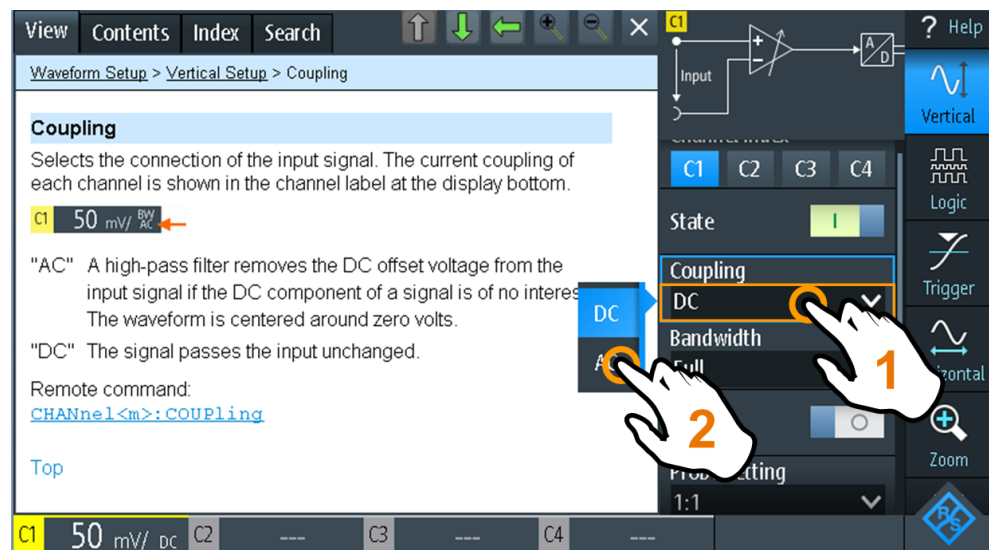 View Contents Index Search
Waveform Setup > Vertical Setup > Coupling
Coupling
Selects the connection of the input signal. The current coupling of
each channel is shown in the channel label at the display bottom.
C1 50 mV/ BW AC
"AC" A high-pass filter removes the DC offset voltage from the
input signal if the DC component of a signal is of no
The waveform is centered around zero volts.
"DC" The signal passes the input unchanged.
Remote command:
CHANnel<m>:COUPling
Top
DC
2
C1
Input
A
D
C1 C2 C3 C4
State
Coupling
DC
1
Bandwidth
Full
1:1
? Help
Vertical
Logic
Trigger
Zoom
R&S
C1 50 mV/ DC C2 --- C3 --- C4 ---